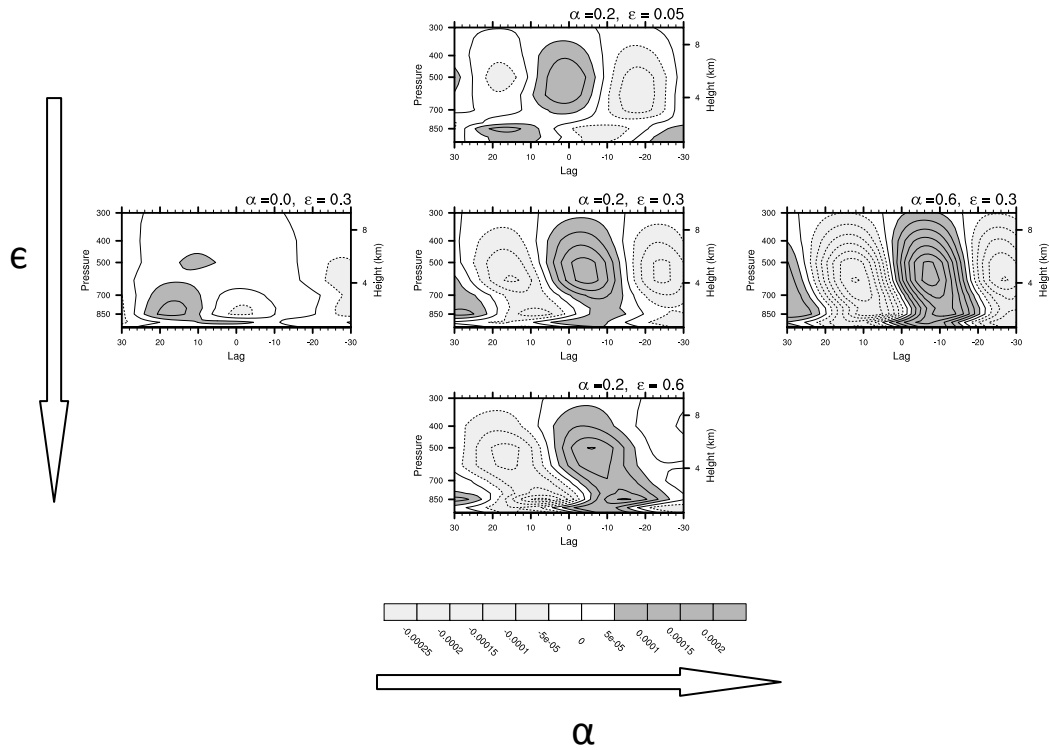 α =0.2,  ε = 0.05
300
400
500
700
850
Pressure
8
4
Height (km)
30 20 10 0 -10 -20 -30
Lag
ϵ
α =0.0,  ε = 0.3
300
400
500
700
850
Pressure
8
4
Height (km)
30 20 10 0 -10 -20 -30
Lag
α =0.2,  ε = 0.3
300
400
500
700
850
Pressure
8
4
Height (km)
30 20 10 0 -10 -20 -30
Lag
α =0.6,  ε = 0.3
300
400
500
700
850
Pressure
8
4
Height (km)
30 20 10 0 -10 -20 -30
Lag
α =0.2,  ε = 0.6
300
400
500
700
850
Pressure
8
4
Height (km)
30 20 10 0 -10 -20 -30
Lag
-0.00025 -0.0002 -0.00015 -0.0001 -5e-05 0 5e-05 0.0001 0.00015 0.0002
α